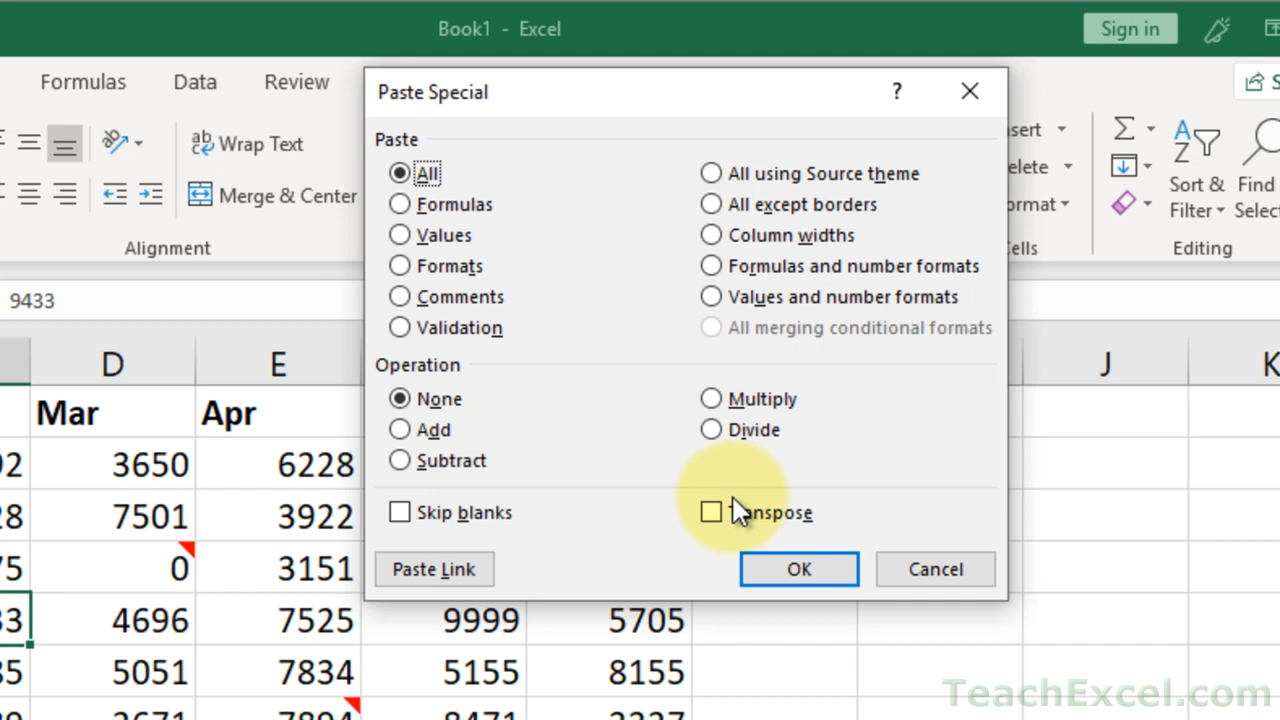 Book1 - Excel
Sign in
Formulas Data Review
Paste Special
?
Paste
All
Formulas
Values
Formats
Comments
Validation
All using Source theme
All except borders
Column widths
Formulas and number formats
Values and number formats
All merging conditional formats
Operation
None
Add
Subtract
Multiply
Divide
Skip blanks
Transpose
Paste Link
OK
Cancel
Wrap Text
Merge & Center
Alignment
Sort &
Filter
Find
Editing
9433
D E J K
Mar Apr
3650 6228
7501 3922
0 3151
4696 7525 9999 5705
5051 7834 5155 8155
TeachExcel.com